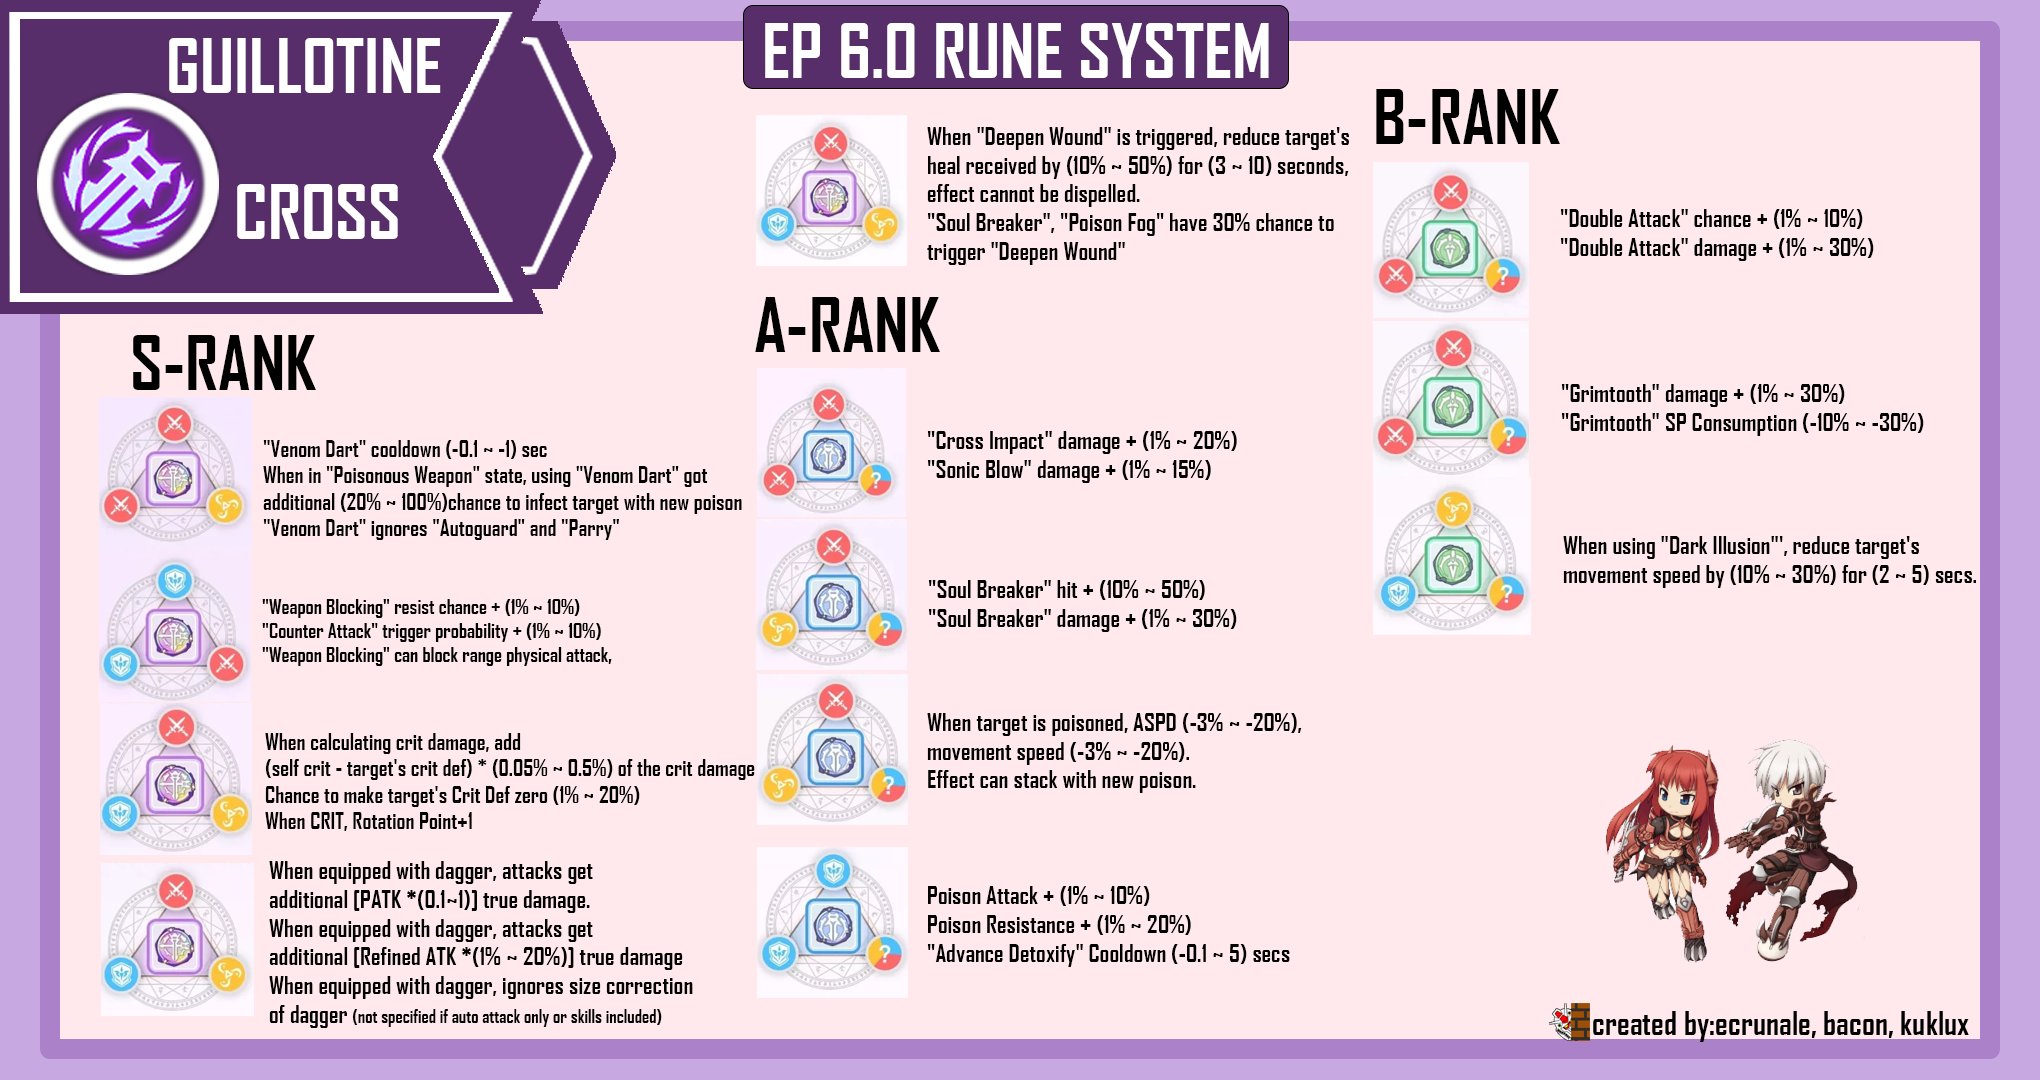 GUILLOTINE
CROSS
EP 6.0 RUNE SYSTEM
S-RANK
"Venom Dart" cooldown (-0.1 ~ -1) sec
When in "Poisonous Weapon" state, using "Venom Dart" got
additional (20% ~ 100%)chance to infect target with new poison
"Venom Dart" ignores "Autoguard" and "Parry"
"Weapon Blocking" resist chance + (1% ~ 10%)
"Counter Attack" trigger probability + (1% ~ 10%)
"Weapon Blocking" can block range physical attack,
When calculating crit damage, add
(self crit - target's crit def) * (0.05% ~ 0.5%) of the crit damage
Chance to make target's Crit Def zero (1% ~ 20%)
When CRIT, Rotation Point+1
When equipped with dagger, attacks get
additional [PATK *(0.1~1)] true damage.
When equipped with dagger, attacks get
additional [Refined ATK *(1% ~ 20%)] true damage
When equipped with dagger, ignores size correction
of dagger (not specified if auto attack only or skills included)
When "Deepen Wound" is triggered, reduce target's
heal received by (10% ~ 50%) for (3 ~ 10) seconds,
effect cannot be dispelled.
"Soul Breaker", "Poison Fog" have 30% chance to
trigger "Deepen Wound"
A-RANK
"Cross Impact" damage + (1% ~ 20%)
"Sonic Blow" damage + (1% ~ 15%)
?
"Soul Breaker" hit + (10% ~ 50%)
"Soul Breaker" damage + (1% ~ 30%)
?
When target is poisoned, ASPD (-3% ~ -20%),
movement speed (-3% ~ -20%).
Effect can stack with new poison.
?
Poison Attack + (1% ~ 10%)
Poison Resistance + (1% ~ 20%)
"Advance Detoxify" Cooldown (-0.1 ~ 5) secs
?
B-RANK
"Double Attack" chance + (1% ~ 10%)
"Double Attack" damage + (1% ~ 30%)
?
"Grimtooth" damage + (1% ~ 30%)
"Grimtooth" SP Consumption (-10% ~ -30%)
?
When using "Dark Illusion"', reduce target's
movement speed by (10% ~ 30%) for (2 ~ 5) secs.
?
created by:ecrunale, bacon, kuklux